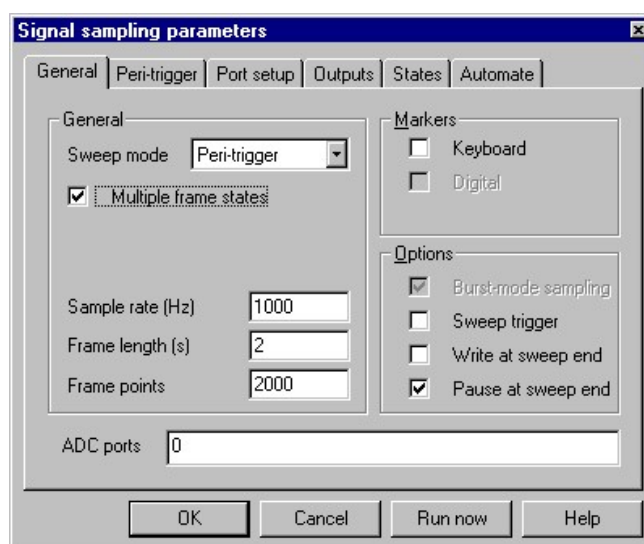 Signal sampling parameters
General Peri-trigger Port setup Outputs States Automate
General
Sweep mode Peri-trigger
Multiple frame states
Sample rate (Hz) 1000
Frame length (s) 2
Frame points 2000
Markers
Keyboard
Digital
Options
Burst-mode sampling
Sweep trigger
Write at sweep end
Pause at sweep end
ADC ports 0
OK Cancel Run now Help